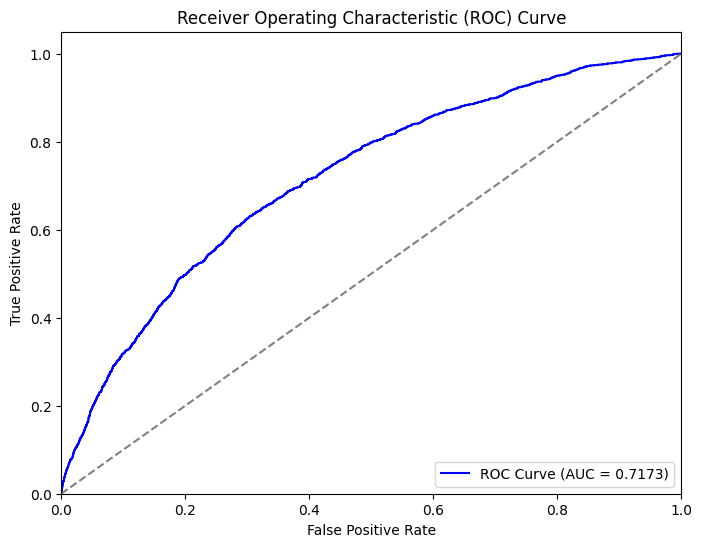 Receiver Operating Characteristic (ROC) Curve
1.0
0.8
0.6
0.4
0.2
0.0
True Positive Rate
ROC Curve (AUC = 0.7173)
0.0 0.2 0.4 0.6 0.8 1.0
False Positive Rate